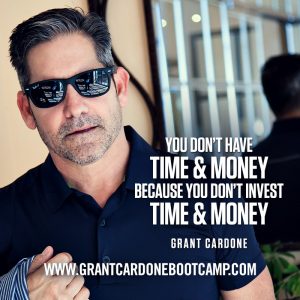 YOU DON'T HAVE
TIME & MONEY
BECAUSE YOU DON'T INVEST
TIME & MONEY
GRANT CARDONE
WWW.GRANTCARDONEBOOTCAMP.COM